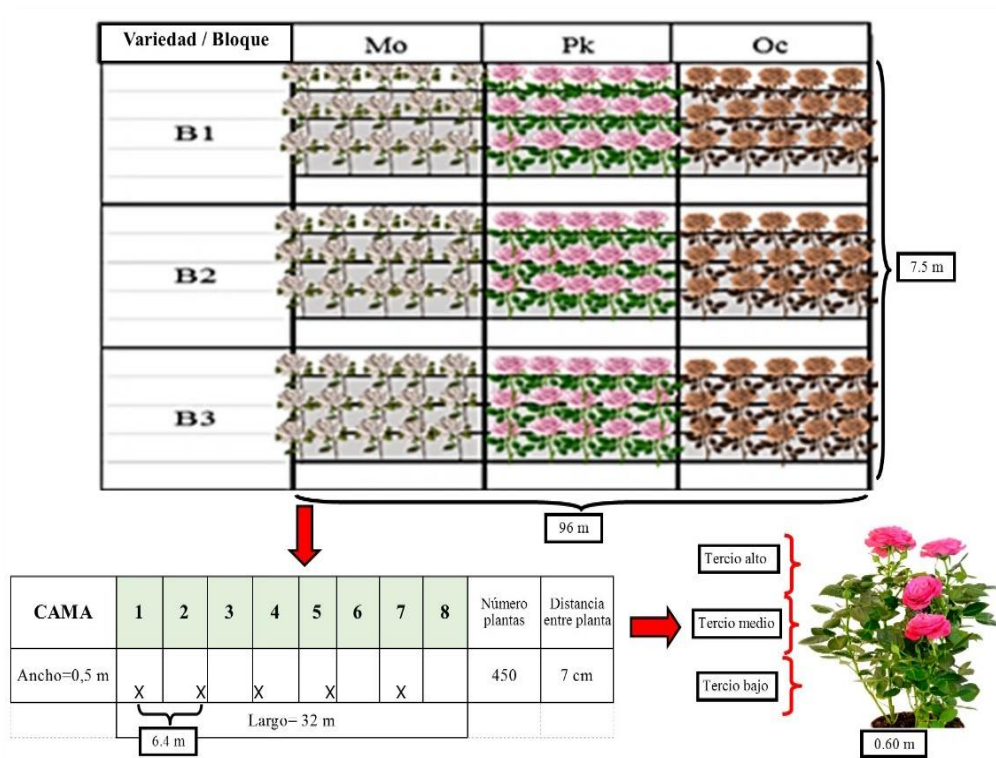 Variedad / Bloque Mo Pk Oc
B1
B2
7.5 m
B3
96 m
Tercio alto
CAMA 1 2 3 4 5 6 7 8 Número plantas Distancia entre planta
Tercio medio
Ancho=0,5 m X X X X X 450 7 cm
Tercio bajo
Largo– 32 m
6.4 m
0.60 m